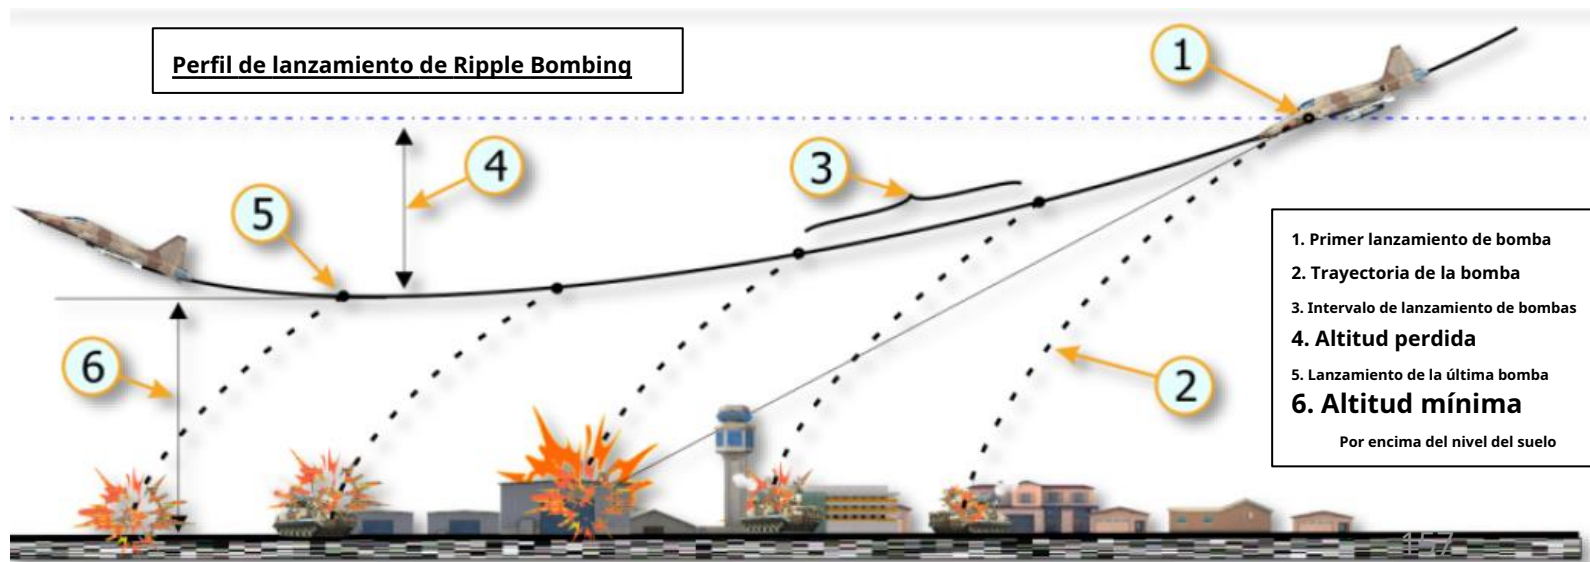 Perfil de lanzamiento de Ripple Bombing
1
4
3
5
6
2
1. Primer lanzamiento de bomba
2. Trayectoria de la bomba
3. Intervalo de lanzamiento de bombas
4. Altitud perdida
5. Lanzamiento de la última bomba
6. Altitud mínima
Por encima del nivel del suelo
157